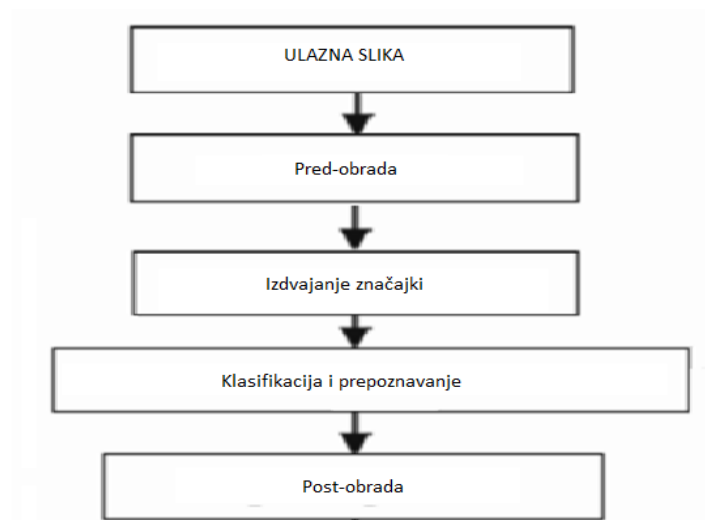 ULAZNA SLIKA
Pred-obrada
Izdvajanje značajki
Klasifikacija i prepoznavanje
Post-obrada